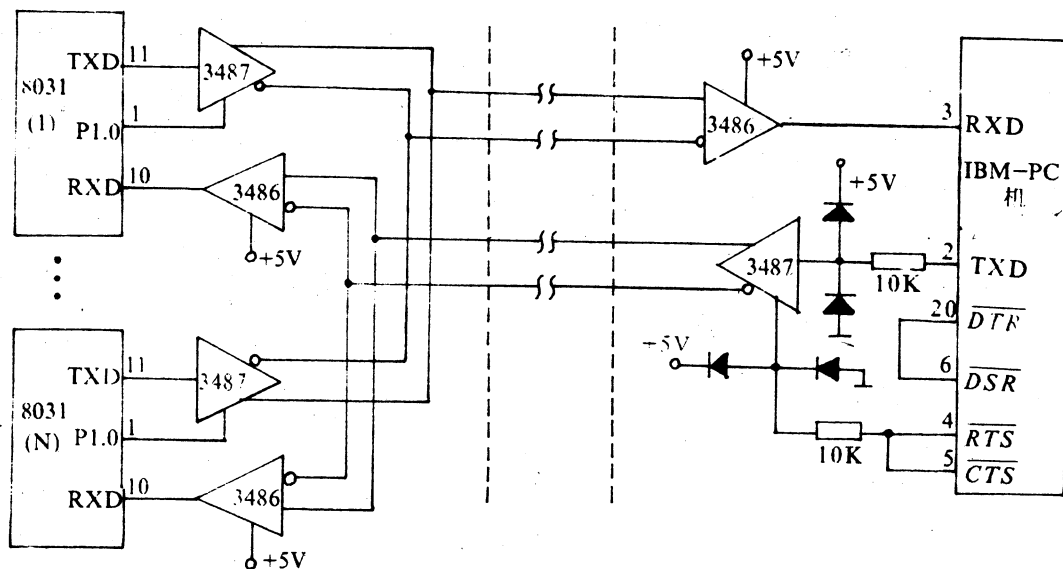 8031
(1)
TXD
11
P1.0
1
RXD
10
3487
3486
+5V
+5V
3486
3
RXD
IBM-PC
机
+5V
3487
10K
2
TXD
20
DTR
6
DSR
+5V
10K
4
RTS
5
CTS
8031
(N)
TXD
11
P1.0
1
RXD
10
3487
3486
+5V